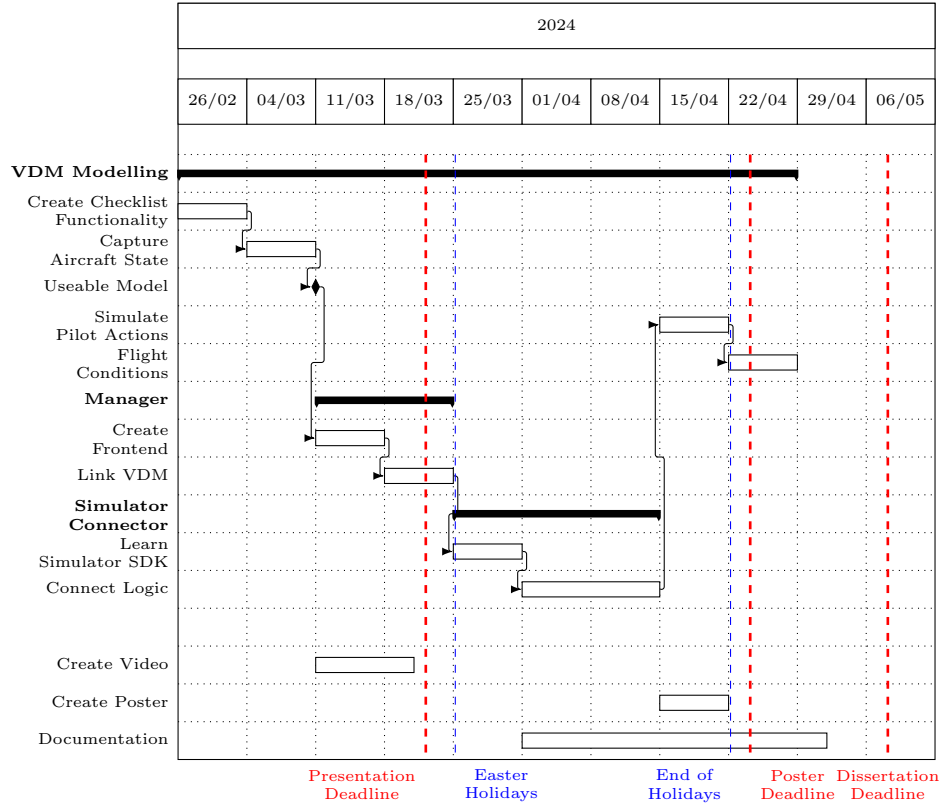 2024
26/02 04/03 11/03 18/03 25/03 01/04 08/04 15/04 22/04 29/04 06/05
VDM Modelling
Create Checklist
Functionality
Capture
Aircraft State
Useable Model
Simulate
Pilot Actions
Flight
Conditions
Manager
Create
Frontend
Link VDM
Simulator
Connector
Learn
Simulator SDK
Connect Logic
Create Video
Create Poster
Documentation
Presentation
Deadline
Easter
Holidays
End of
Holidays
Poster
Deadline
Dissertation
Deadline